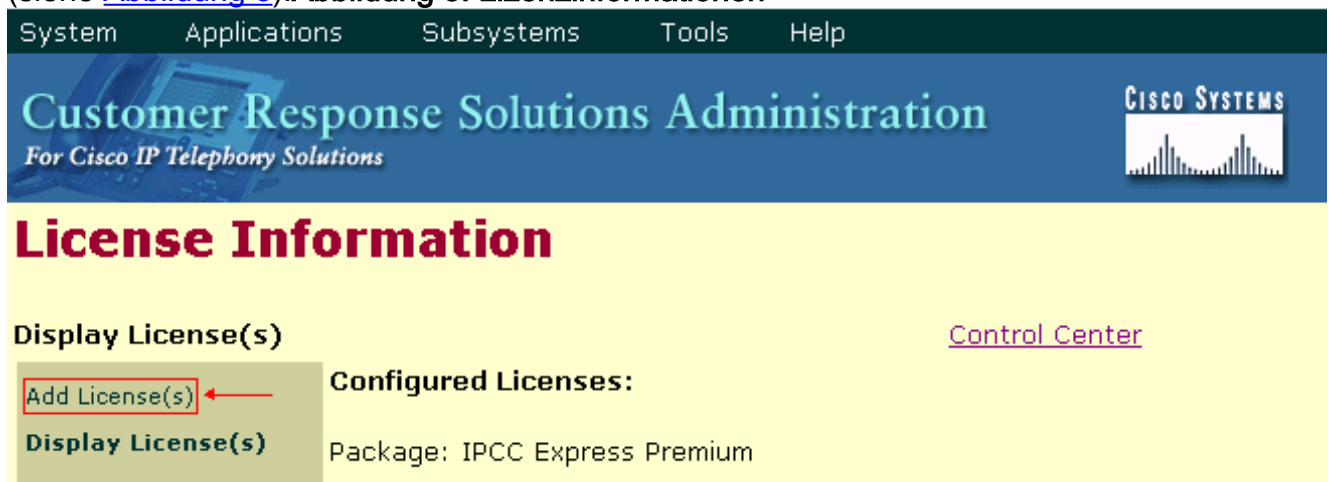 System Applications Subsystems Tools Help
Customer Response Solutions Administration
For Cisco IP Telephony Solutions
CISCO SYSTEMS
License Information
Display License(s) Control Center
Add License(s)
Configured Licenses:
Display License(s)
Package: IPCC Express Premium